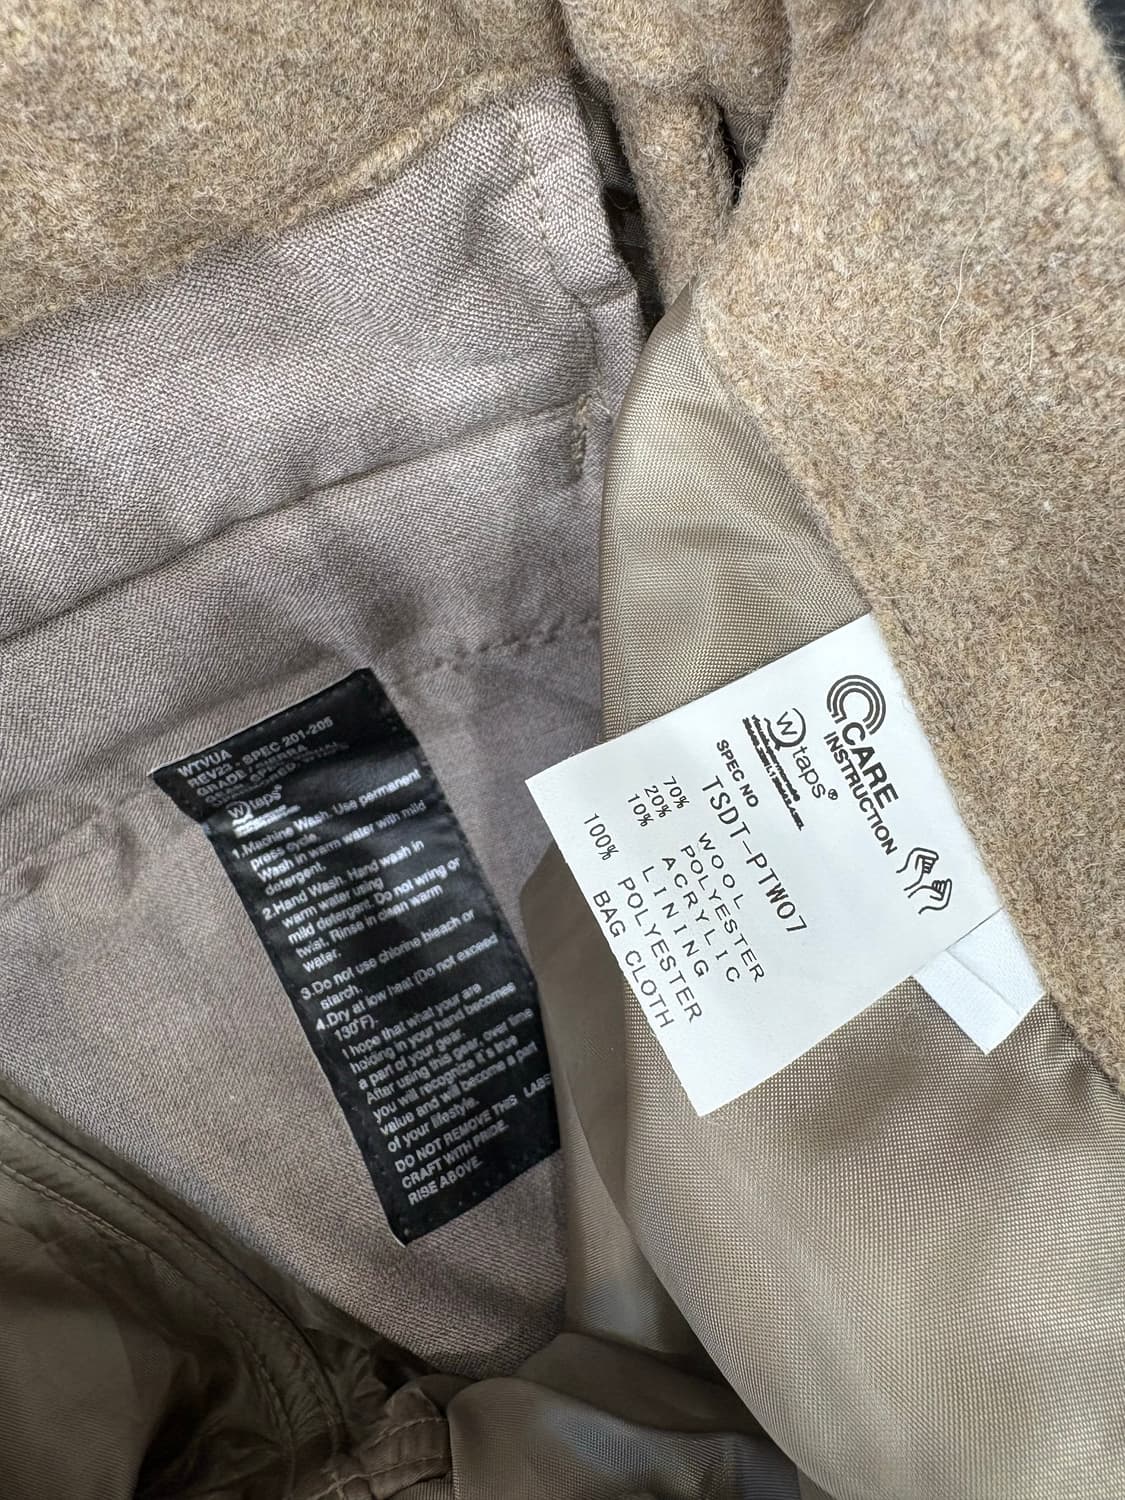 WTVUA
REV23 - SPEC 201-205
GRADE
taps
1.Machine Wash. Use permanent
press cycle.
Wash in warm water with mild
detergent.
2.Hand Wash. Hand wash in
warm water using
mild detergent. Do not wring or
twist. Rinse in clean warm
water.
3.Do not use chlorine bleach or
starch.
4.Dry at low heat (Do not exceed
130°F).
I hope that what your are
holding in your hand becomes
a part of your gear.
After using this gear, over time
you will recognize it's true
value and will become a part
of your lifestyle.
DO NOT REMOVE THIS LABE
CRAFT WITH PRIDE.
RISE ABOVE.
CARE
INSTRUCTION
W)taps®
SPEC NO
TSDT-PTW07
70% WOOL
20% POLYESTER
10% ACRYLIC
LINING
100% POLYESTER
BAG CLOTH